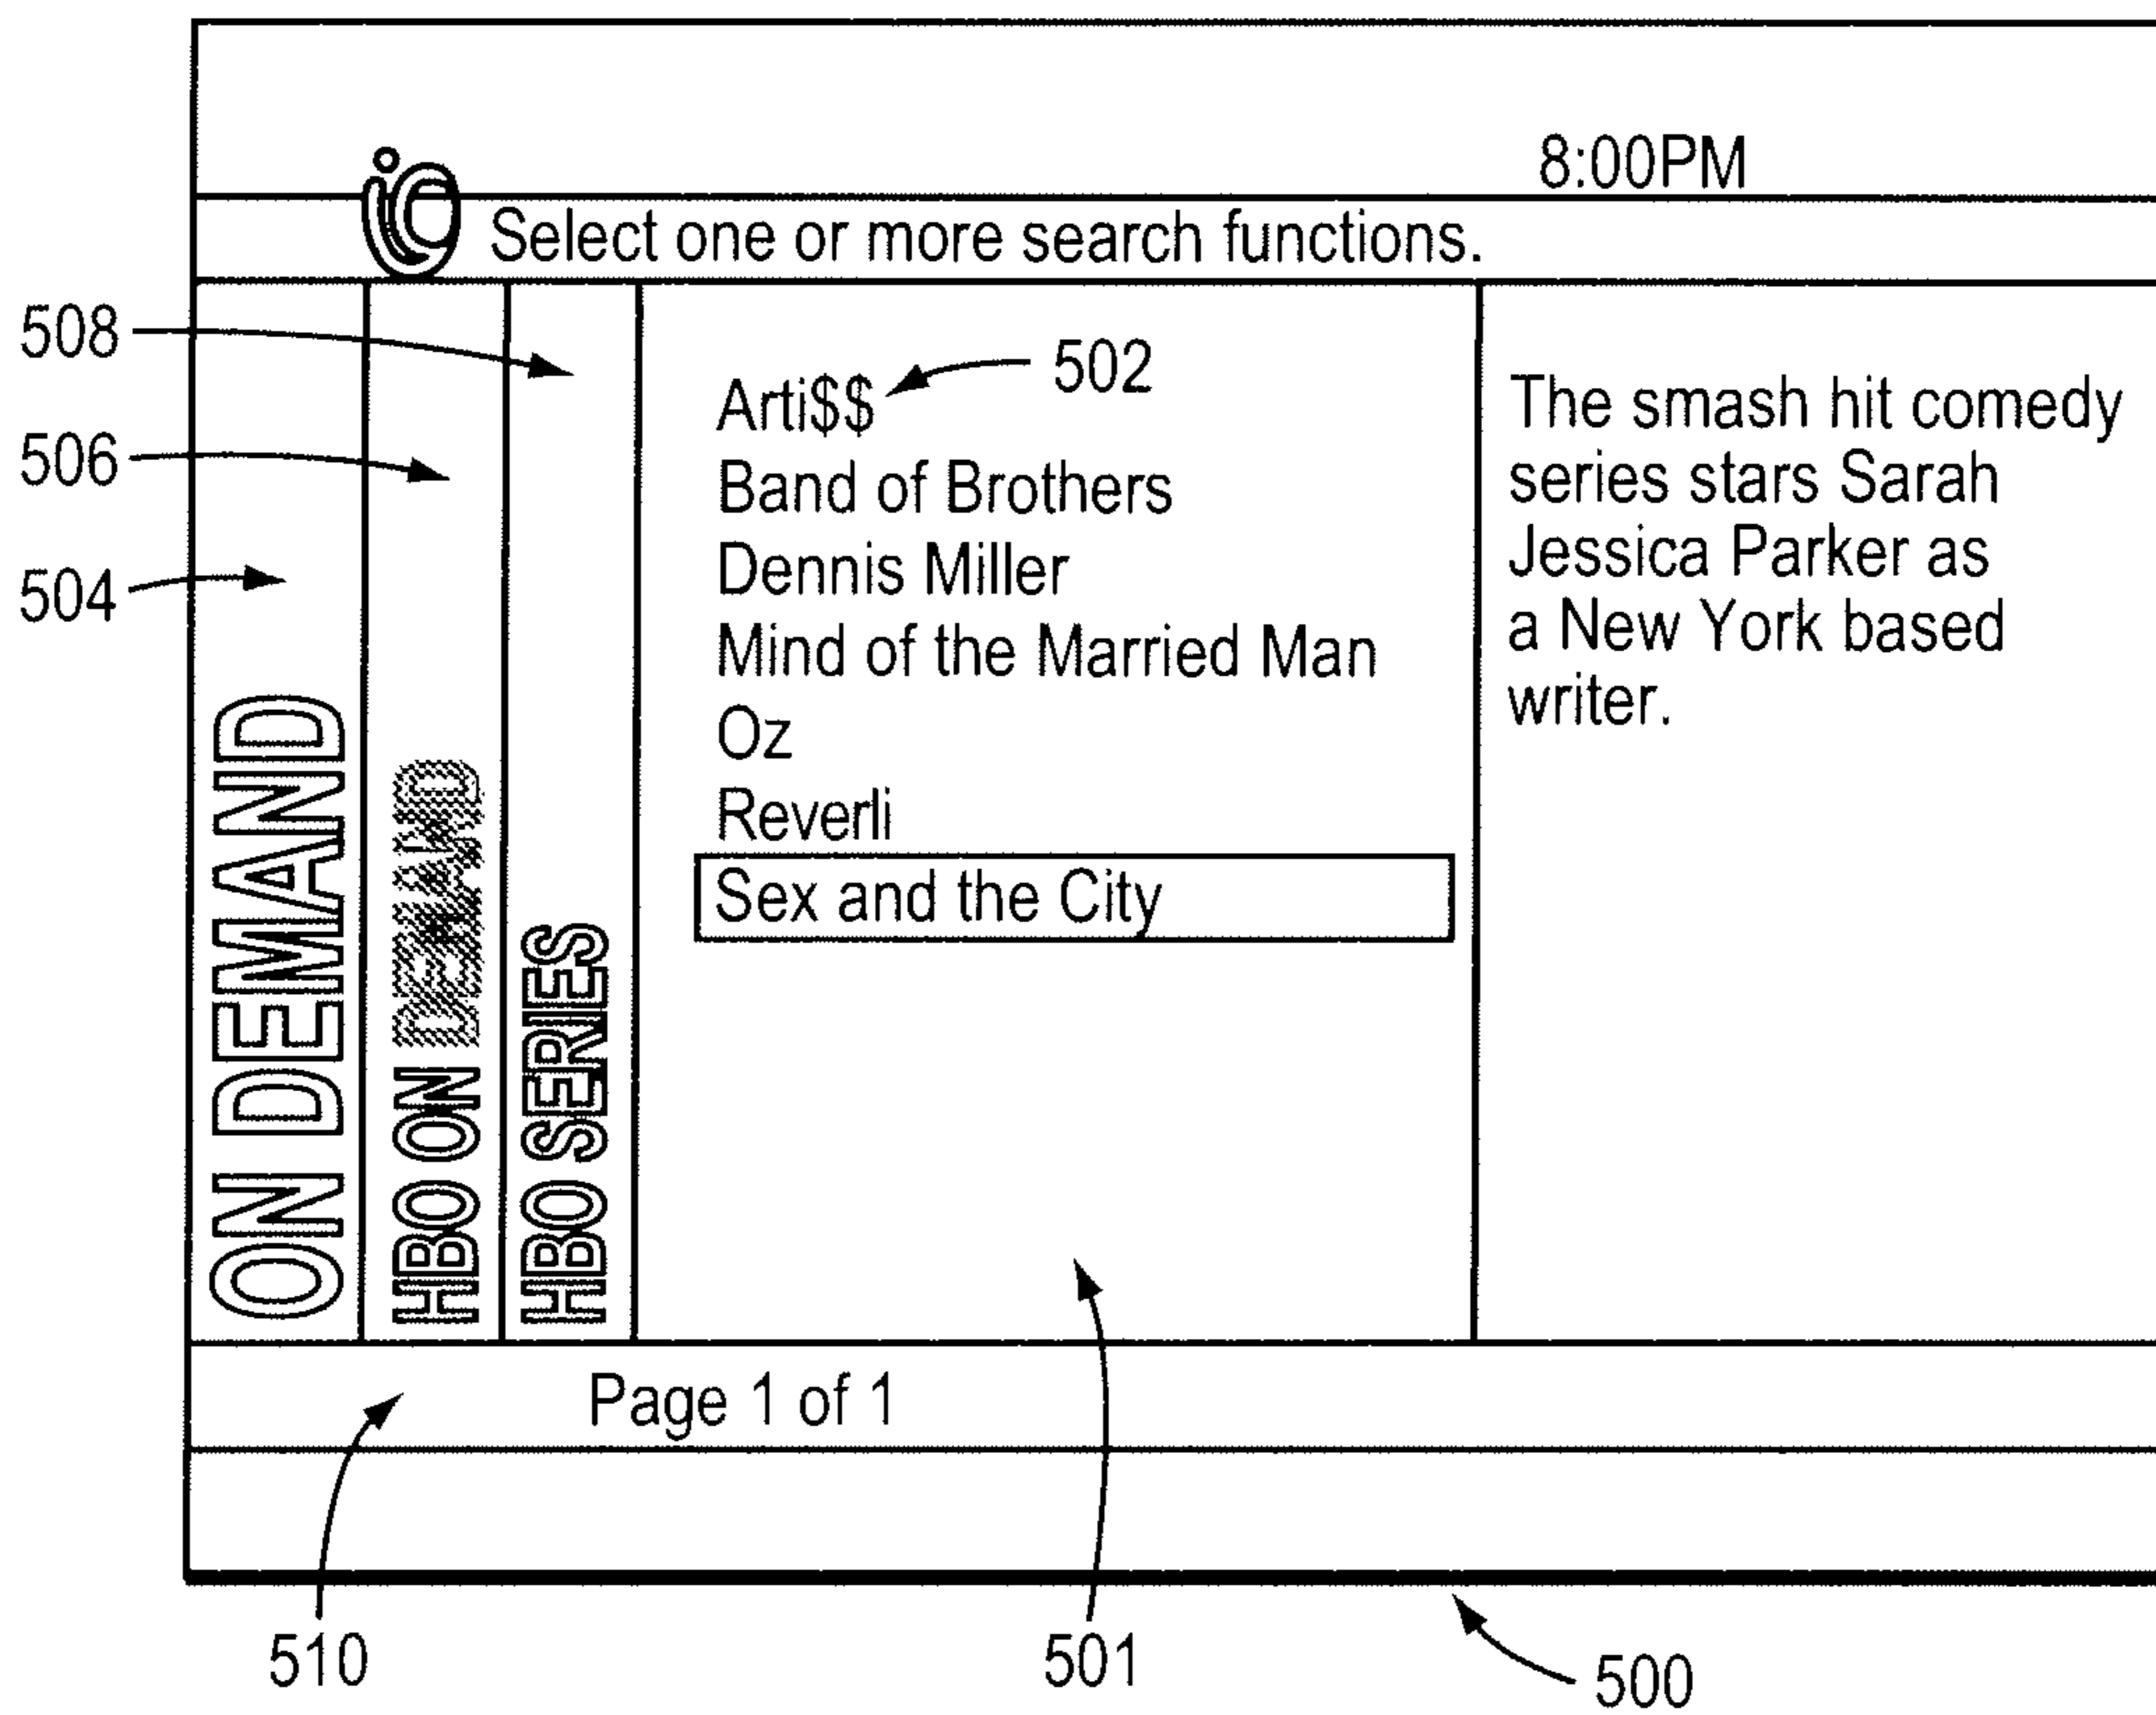 8:00PM
iO
Select one or more search functions.
508
506
504
502
Arti$$
Band of Brothers
Dennis Miller
Mind of the Married Man
Oz
Reverli
Sex and the City
The smash hit comedy
series stars Sarah
Jessica Parker as
a New York based
writer.
ON DEMAND
HBO ON DEMAND
HBO SERIES
Page 1 of 1
510
501
500